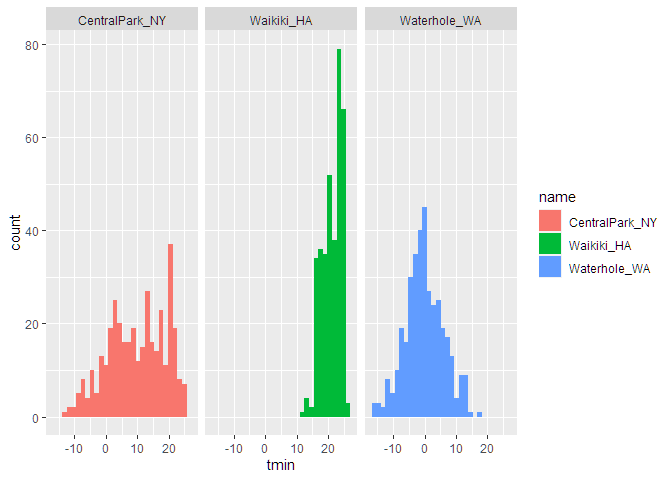 CentralPark_NY Waikiki_HA Waterhole_WA
80
60
40
20
0
count
-10 0 10 20 -10 0 10 20 -10 0 10 20
tmin
name
CentralPark_NY
Waikiki_HA
Waterhole_WA